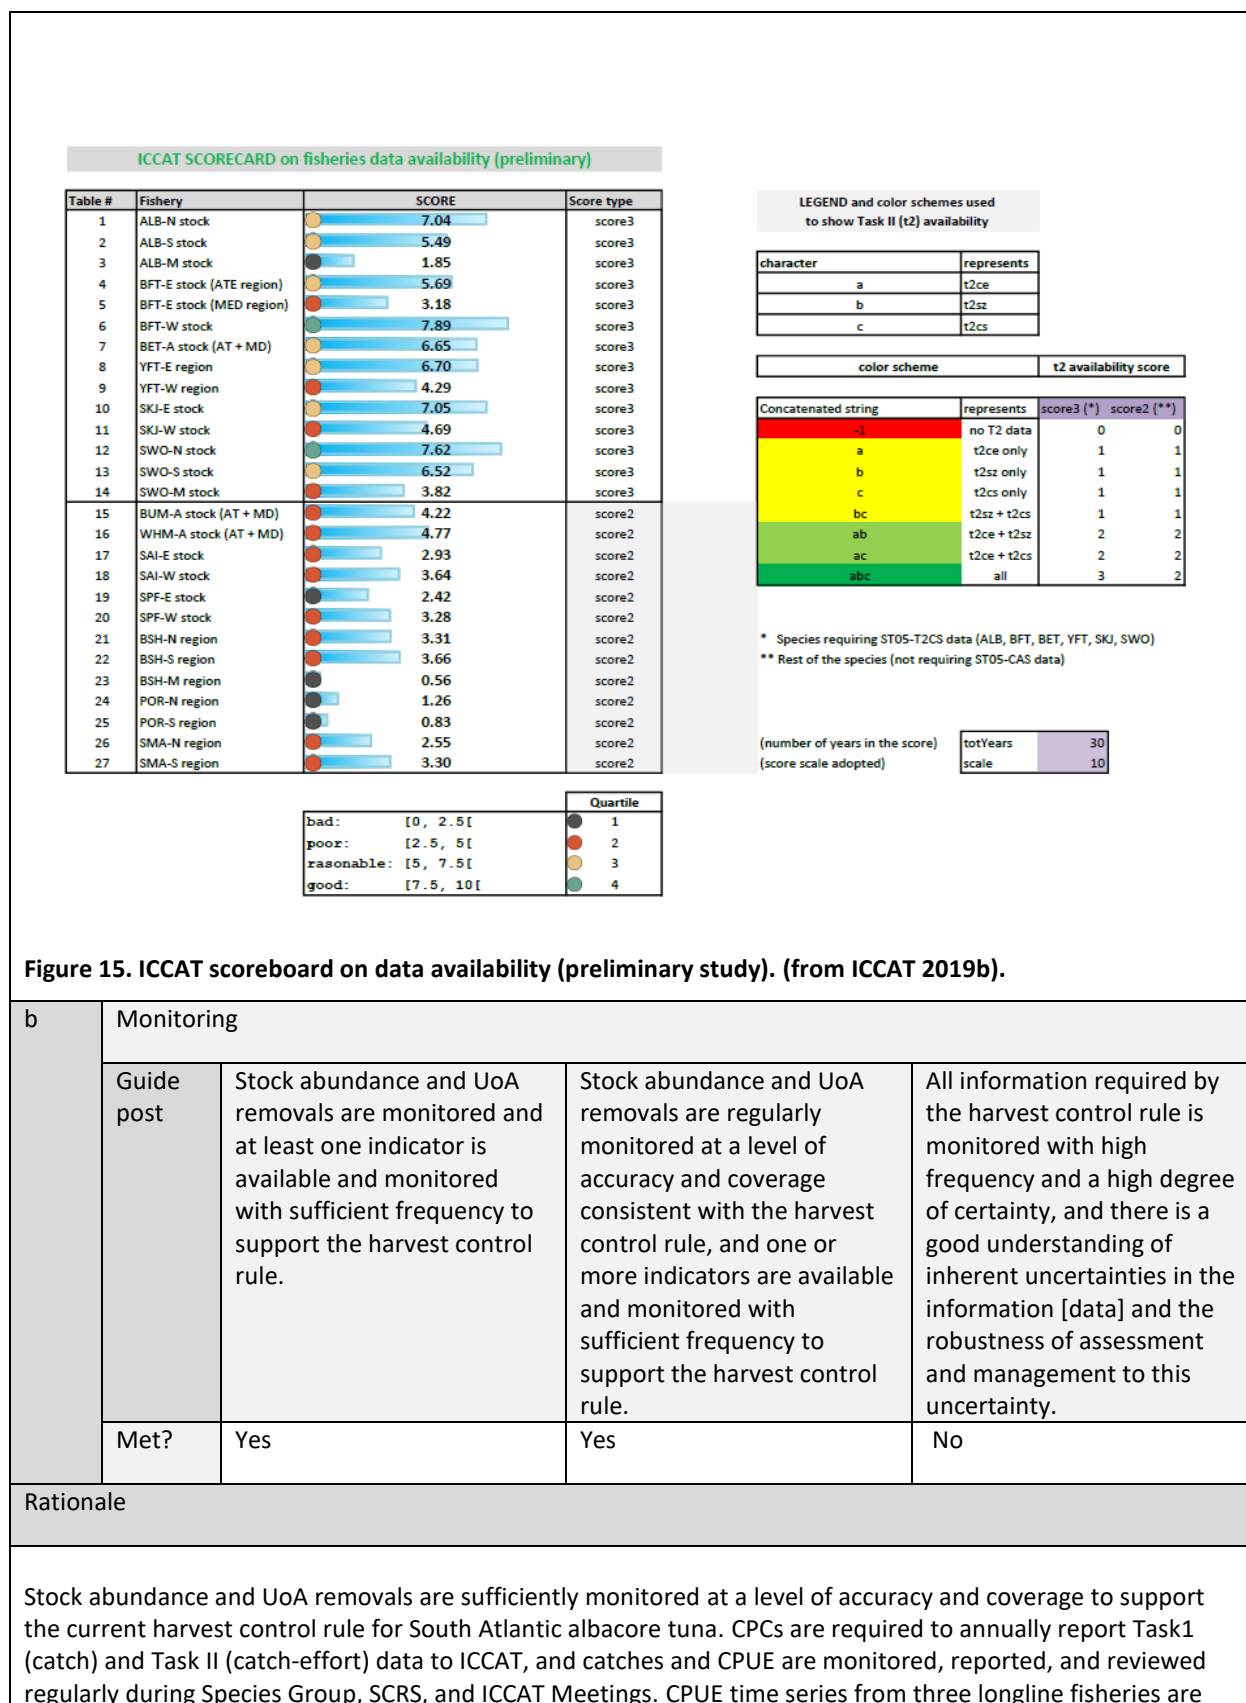 ICCAT SCORECARD on fisheries data availability (preliminary)
Table # Fishery SCORE Score type
1 ALB-N stock 7.04 score3
2 ALB-S stock 5.49 score3
3 ALB-M stock 1.85 score3
4 BFT-E stock (ATE region) 5.69 score3
5 BFT-E stock (MED region) 3.18 score3
6 BFT-W stock 7.89 score3
7 BET-A stock (AT + MD) 6.65 score3
8 YFT-E region 6.70 score3
9 YFT-W region 4.29 score3
10 SKJ-E stock 7.05 score3
11 SKJ-W stock 4.69 score3
12 SWO-N stock 7.62 score3
13 SWO-S stock 6.52 score3
14 SWO-M stock 3.82 score3
15 BUM-A stock (AT + MD) 4.22 score2
16 WHM-A stock (AT + MD) 4.77 score2
17 SAI-E stock 2.93 score2
18 SAI-W stock 3.64 score2
19 SPF-E stock 2.42 score2
20 SPF-W stock 3.28 score2
21 BSH-N region 3.31 score2
22 BSH-S region 3.66 score2
23 BSH-M region 0.56 score2
24 POR-N region 1.26 score2
25 POR-S region 0.83 score2
26 SMA-N region 2.55 score2
27 SMA-S region 3.30 score2
Quartile
bad: [0, 2.5[ 1
poor: [2.5, 5[ 2
rasonable: [5, 7.5[ 3
good: [7.5, 10[ 4
LEGEND and color schemes used
to show Task II (t2) availability
character represents
a t2ce
b t2sz
c t2cs
color scheme t2 availability score
Concatenated string represents score3 (*) score2 (**)
-1 no T2 data 0 0
a t2ce only 1 1
b t2sz only 1 1
c t2cs only 1 1
bc t2sz + t2cs 1 1
ab t2ce + t2sz 2 2
ac t2ce + t2cs 2 2
abc all 3 2
* Species requiring ST05-T2CS data (ALB, BFT, BET, YFT, SKJ, SWO)
** Rest of the species (not requiring ST05-CAS data)
(number of years in the score) totYears 30
(score scale adopted) scale 10
Figure 15. ICCAT scoreboard on data availability (preliminary study). (from ICCAT 2019b).
b Monitoring
Guide
post
Stock abundance and UoA
removals are monitored and
at least one indicator is
available and monitored
with sufficient frequency to
support the harvest control
rule.
Stock abundance and UoA
removals are regularly
monitored at a level of
accuracy and coverage
consistent with the harvest
control rule, and one or
more indicators are available
and monitored with
sufficient frequency to
support the harvest control
rule.
All information required by
the harvest control rule is
monitored with high
frequency and a high degree
of certainty, and there is a
good understanding of
inherent uncertainties in the
information [data] and the
robustness of assessment
and management to this
uncertainty.
Met? Yes Yes No
Rationale
Stock abundance and UoA removals are sufficiently monitored at a level of accuracy and coverage to support
the current harvest control rule for South Atlantic albacore tuna. CPCs are required to annually report Task1
(catch) and Task II (catch-effort) data to ICCAT, and catches and CPUE are monitored, reported, and reviewed
regularly during Species Group, SCRS, and ICCAT Meetings. CPUE time series from three longline fisheries are